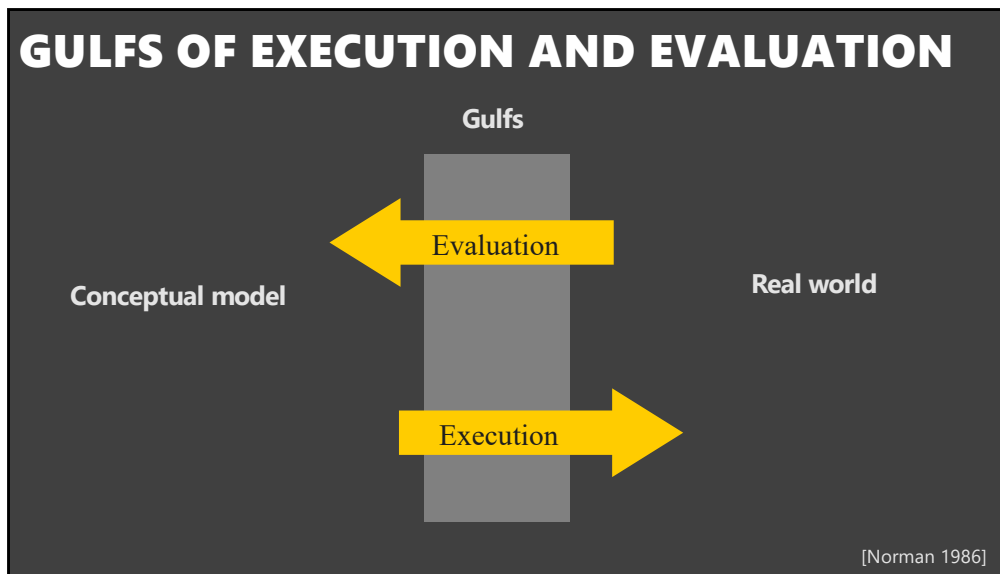 GULFS OF EXECUTION AND EVALUATION
Gulfs
Evaluation
Conceptual model
Real world
Execution
[Norman 1986]